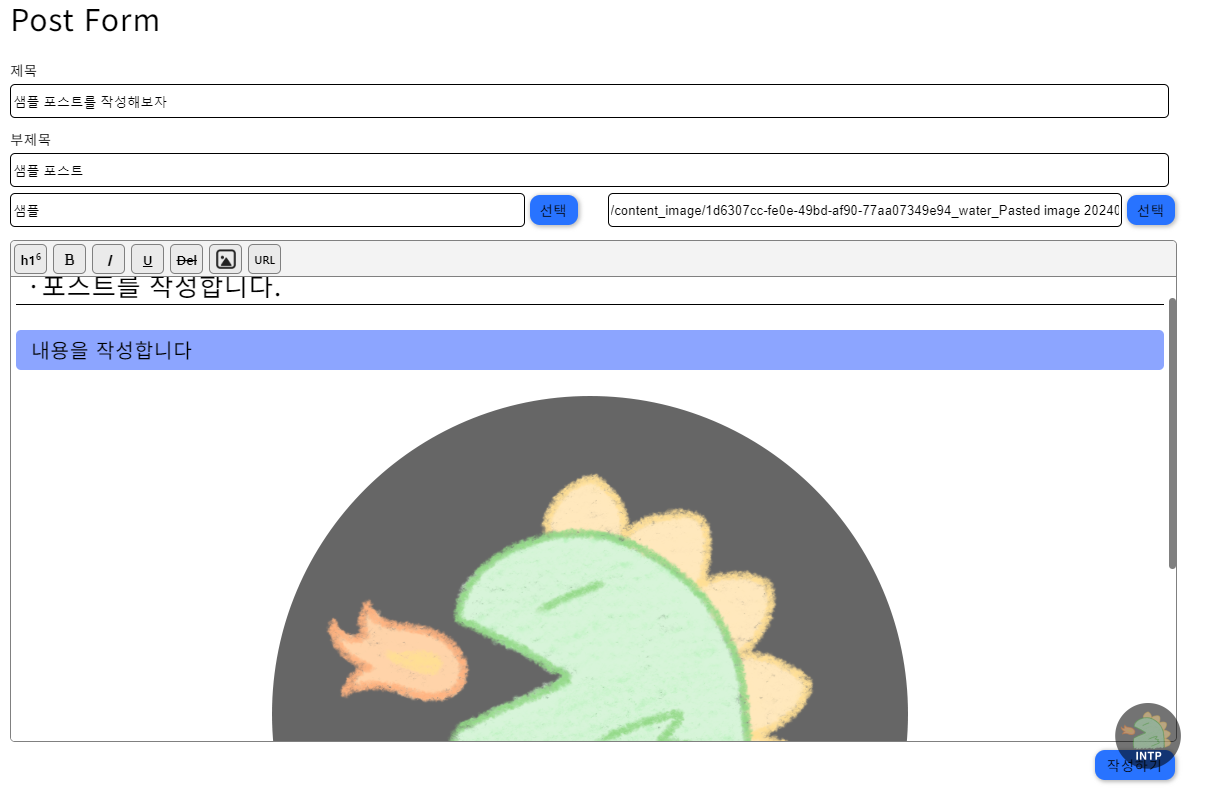 Post Form
제목
샘플 포스트를 작성해보자
부제목
샘플 포스트
샘플 선택 /content_image/1d6307cc-fe0e-49bd-af90-77aa07349e94_water_Pasted image 20240 선택
h1⁶ B I U Del URL
· 포스트를 작성합니다.
내용을 작성합니다
INTP
작성하기